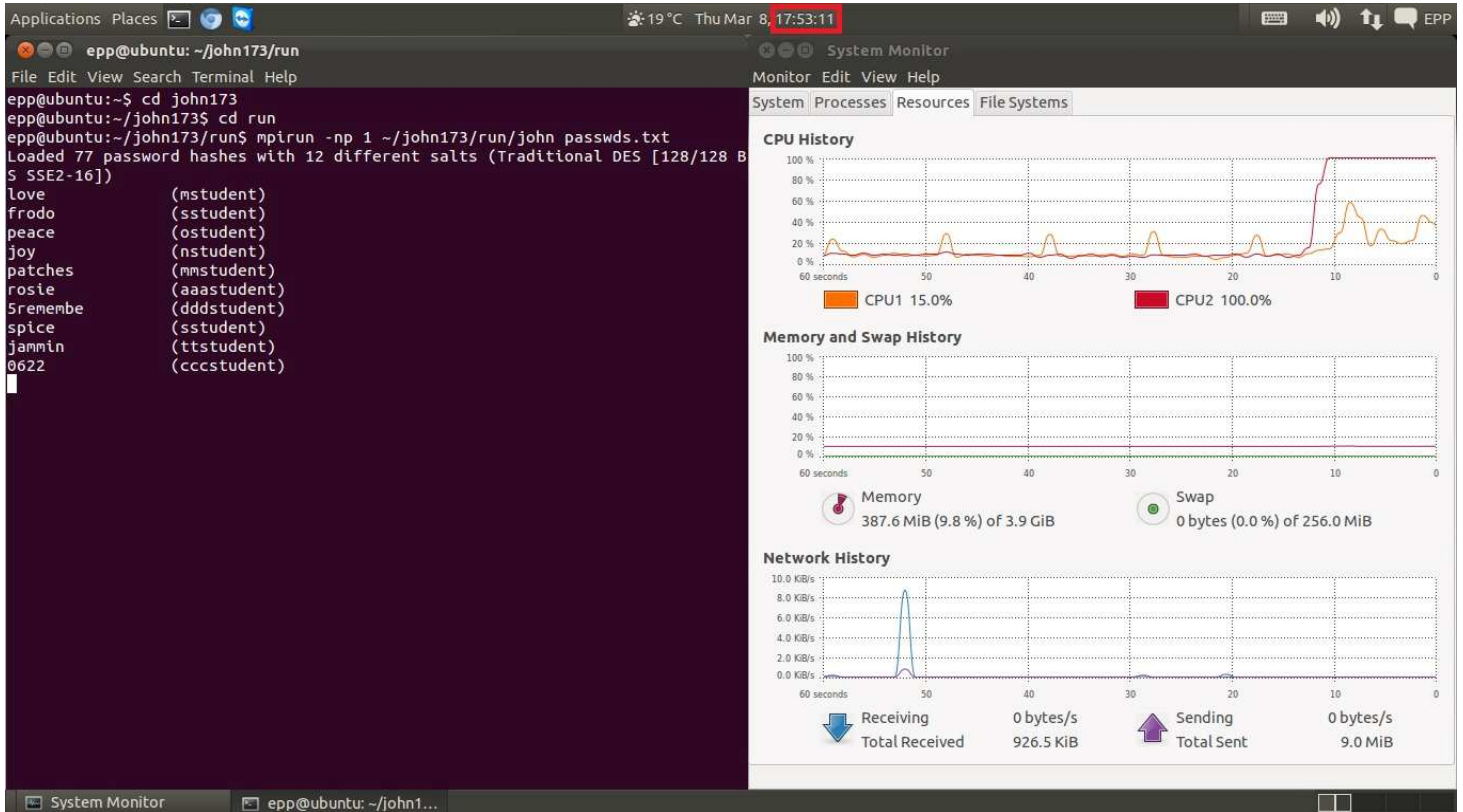 Applications Places 19 °C Thu Mar 8, 17:53:11 EPP
epp@ubuntu: ~/john173/run
File Edit View Search Terminal Help
epp@ubuntu:~$ cd john173
epp@ubuntu:~/john173$ cd run
epp@ubuntu:~/john173/run$ mpirun -np 1 ~/john173/run/john passwds.txt
Loaded 77 password hashes with 12 different salts (Traditional DES [128/128 B
S SSE2-16])
love (mstudent)
frodo (sstudent)
peace (ostudent)
joy (nstudent)
patches (mmstudent)
rosie (aaastudent)
5remembe (dddstudent)
spice (sstudent)
jammin (ttstudent)
0622 (cccstudent)
System Monitor
Monitor Edit View Help
System Processes Resources File Systems
CPU History
100 %
80 %
60 %
40 %
20 %
0 %
60 seconds 50 40 30 20 10 0
CPU1 15.0% CPU2 100.0%
Memory and Swap History
100 %
80 %
60 %
40 %
20 %
0 %
60 seconds 50 40 30 20 10 0
Memory Swap
387.6 MiB (9.8 %) of 3.9 GiB 0 bytes (0.0 %) of 256.0 MiB
Network History
10.0 KiB/s
8.0 KiB/s
6.0 KiB/s
4.0 KiB/s
2.0 KiB/s
0.0 KiB/s
60 seconds 50 40 30 20 10 0
Receiving 0 bytes/s Sending 0 bytes/s
Total Received 926.5 KiB Total Sent 9.0 MiB
System Monitor epp@ubuntu: ~/john1...